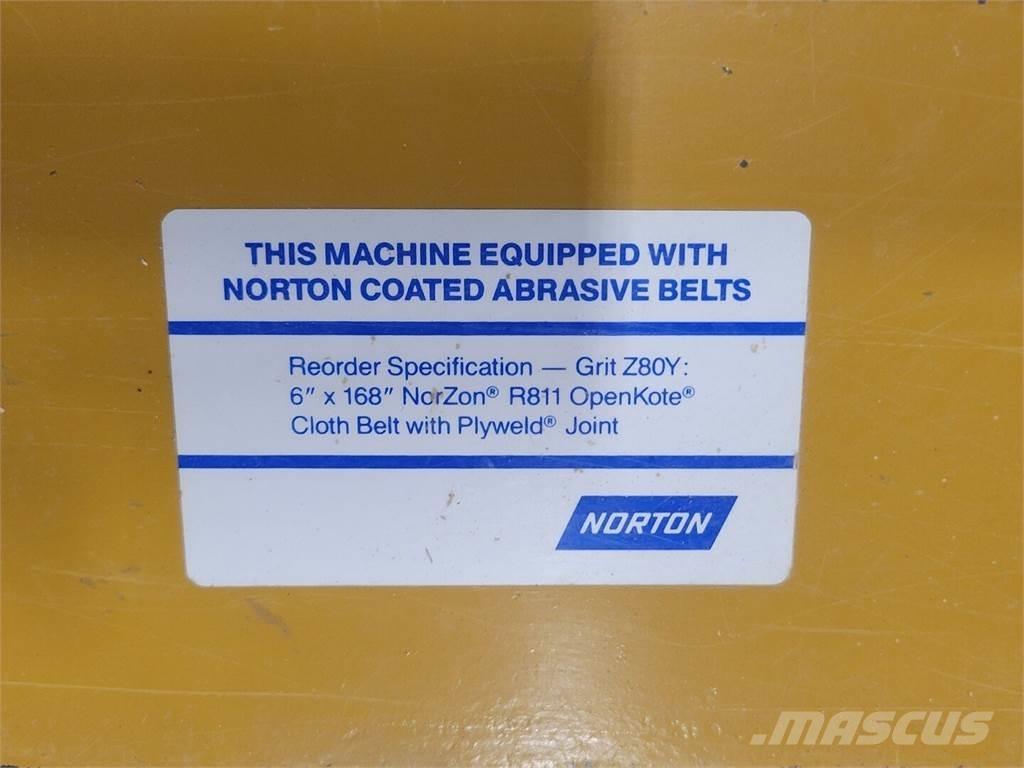 THIS MACHINE EQUIPPED WITH
NORTON COATED ABRASIVE BELTS
Reorder Specification — Grit Z80Y:
6″ x 168″ NorZon® R811 OpenKote®
Cloth Belt with Plyweld® Joint
NORTON
.MASCUS